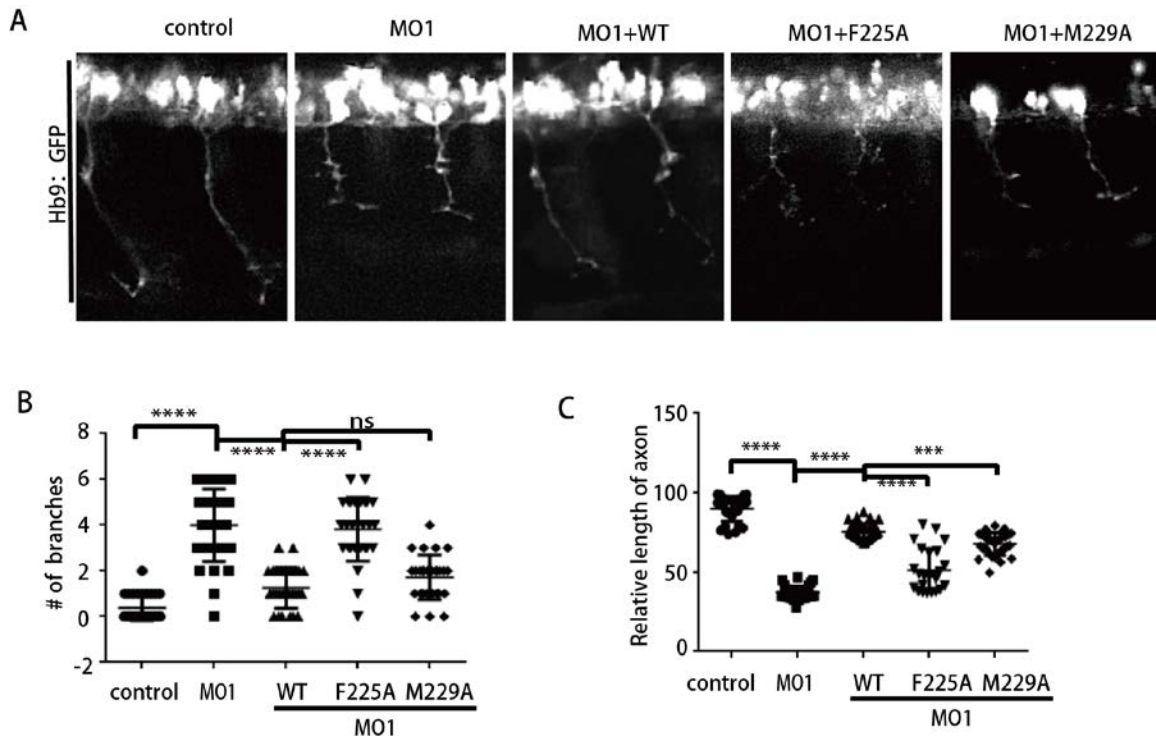 A
control MO1 MO1+WT MO1+F225A MO1+M229A
Hb9: GFP
B
**** **** **** ns
# of branches
8
6
4
2
0
-2
control MO1 WT F225A M229A
MO1
C
**** **** **** ***
Relative length of axon
150
100
50
0
control MO1 WT F225A M229A
MO1